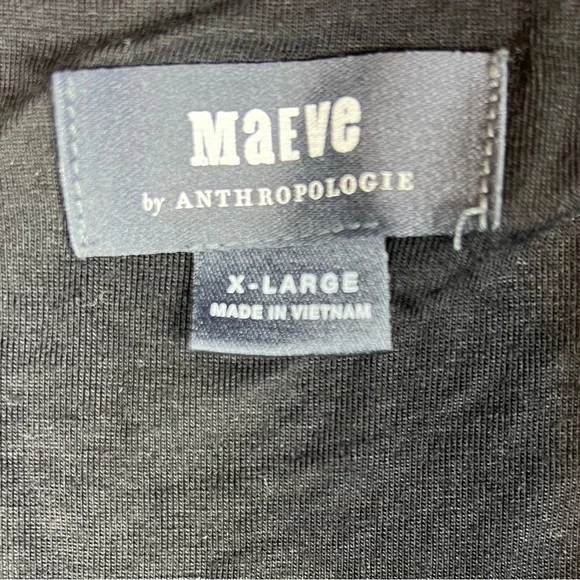 MaEVe
by ANTHROPOLOGIE
X-LARGE
MADE IN VIETNAM